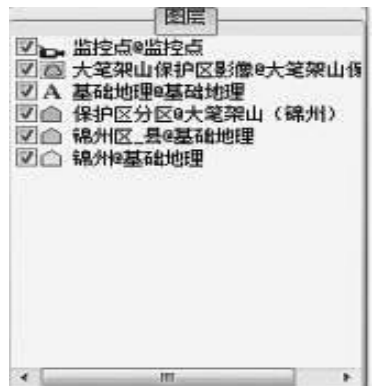 图层
监控点@监控点
大笔架山保护区影像@大笔架山保
A 基础地理@基础地理
保护区分区@大笔架山（锦州）
锦州区_县@基础地理
锦州@基础地理